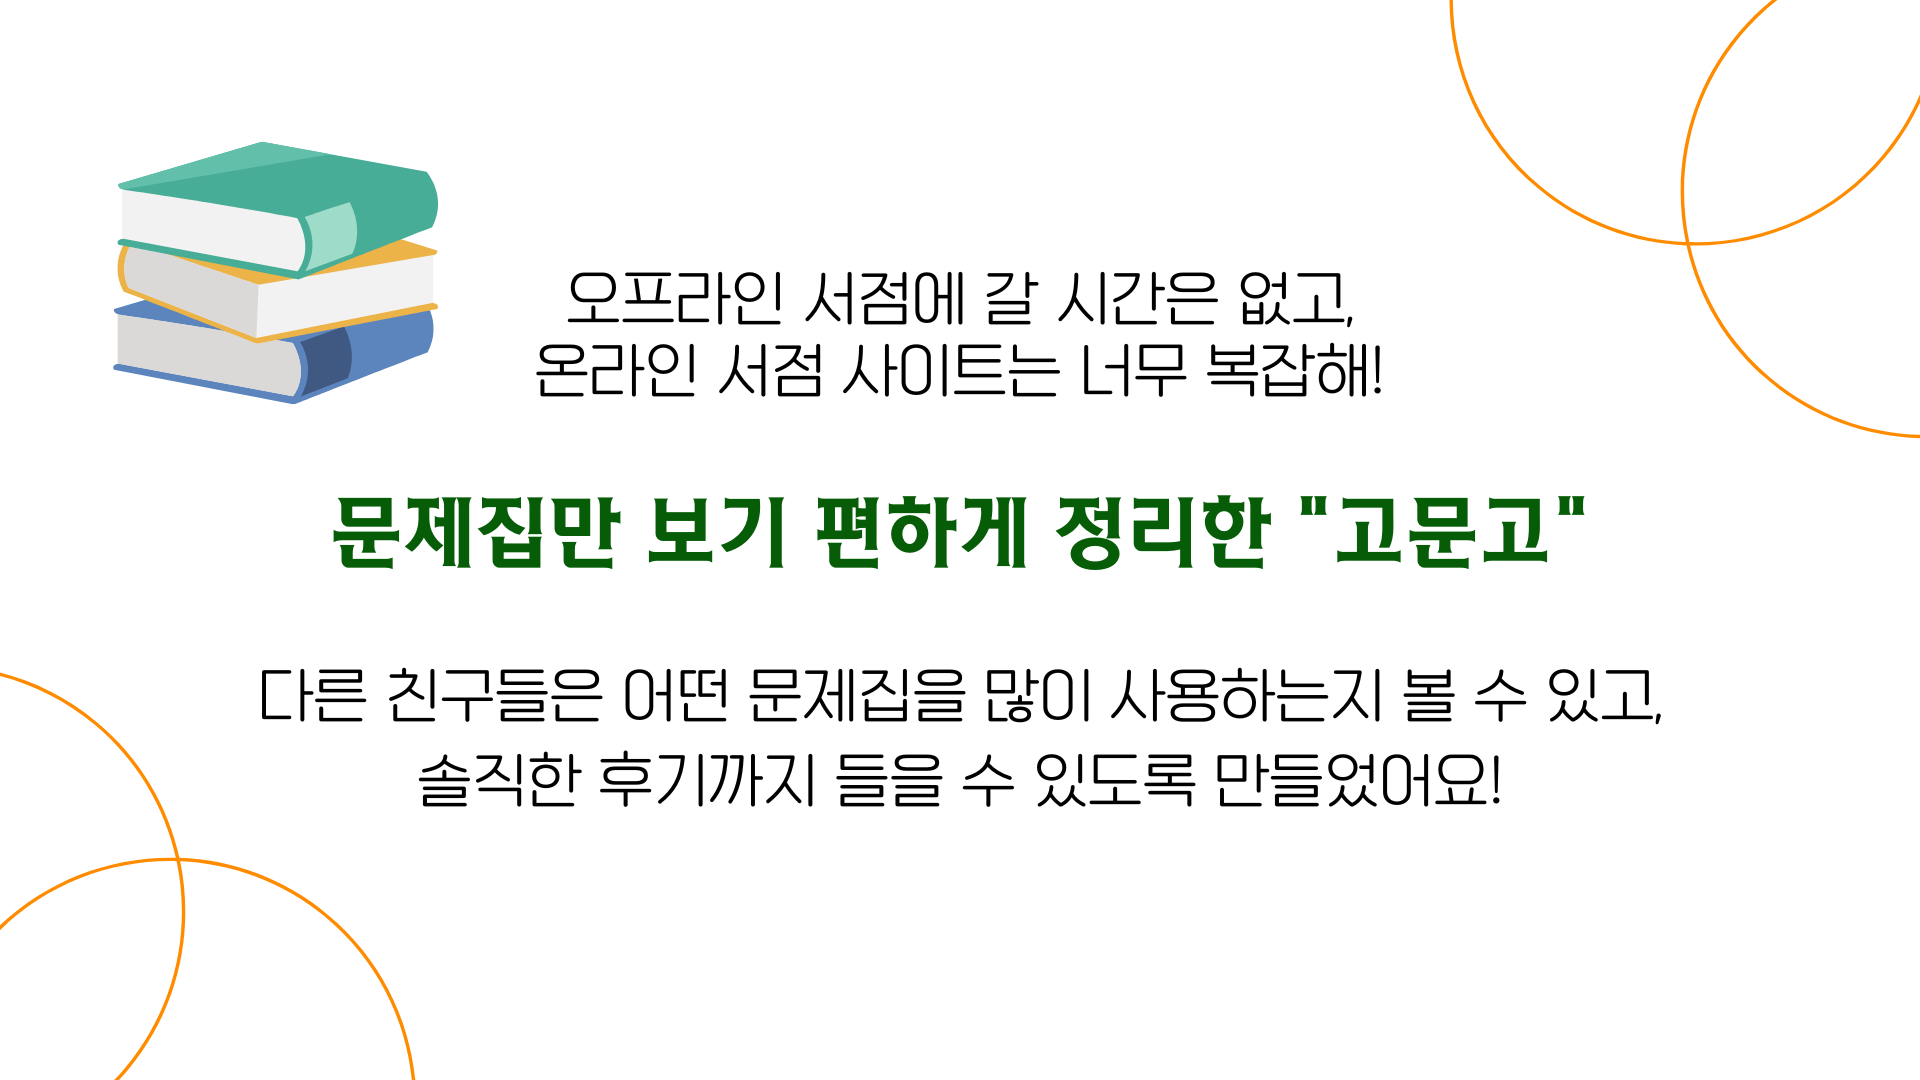 오프라인 서점에 갈 시간은 없고,
온라인 서점 사이트는 너무 복잡해!
문제집만 보기 편하게 정리한 "고문고"
다른 친구들은 어떤 문제집을 많이 사용하는지 볼 수 있고,
솔직한 후기까지 들을 수 있도록 만들었어요!